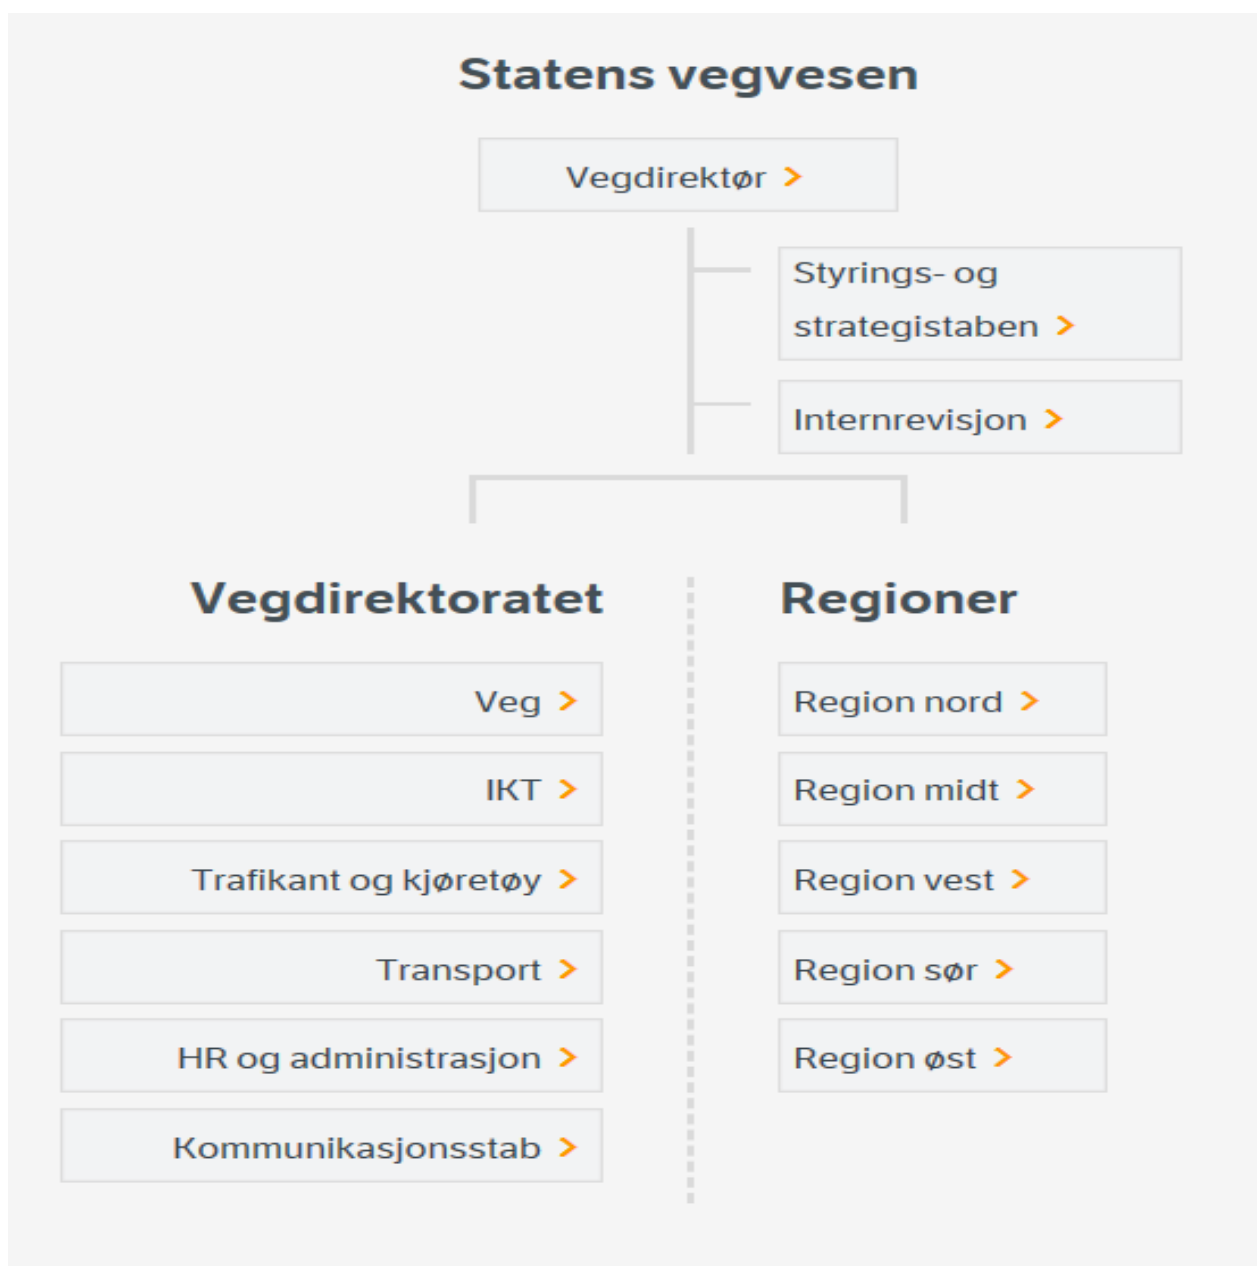 Statens vegvesen
Vegdirektør >
Styrings- og
strategistaben >
Internrevisjon >
Vegdirektoratet
Veg >
IKT >
Trafikant og kjøretøy >
Transport >
HR og administrasjon >
Kommunikasjonsstab >
Regioner
Region nord >
Region midt >
Region vest >
Region sør >
Region øst >